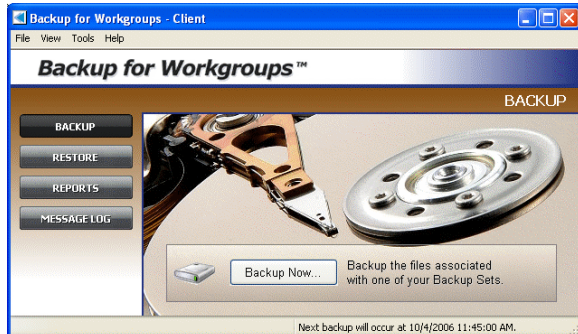 Backup for Workgroups - Client
File View Tools Help
Backup for Workgroups™
BACKUP
BACKUP
RESTORE
REPORTS
MESSAGE LOG
Backup Now...
Backup the files associated
with one of your Backup Sets.
Next backup will occur at 10/4/2006 11:45:00 AM.